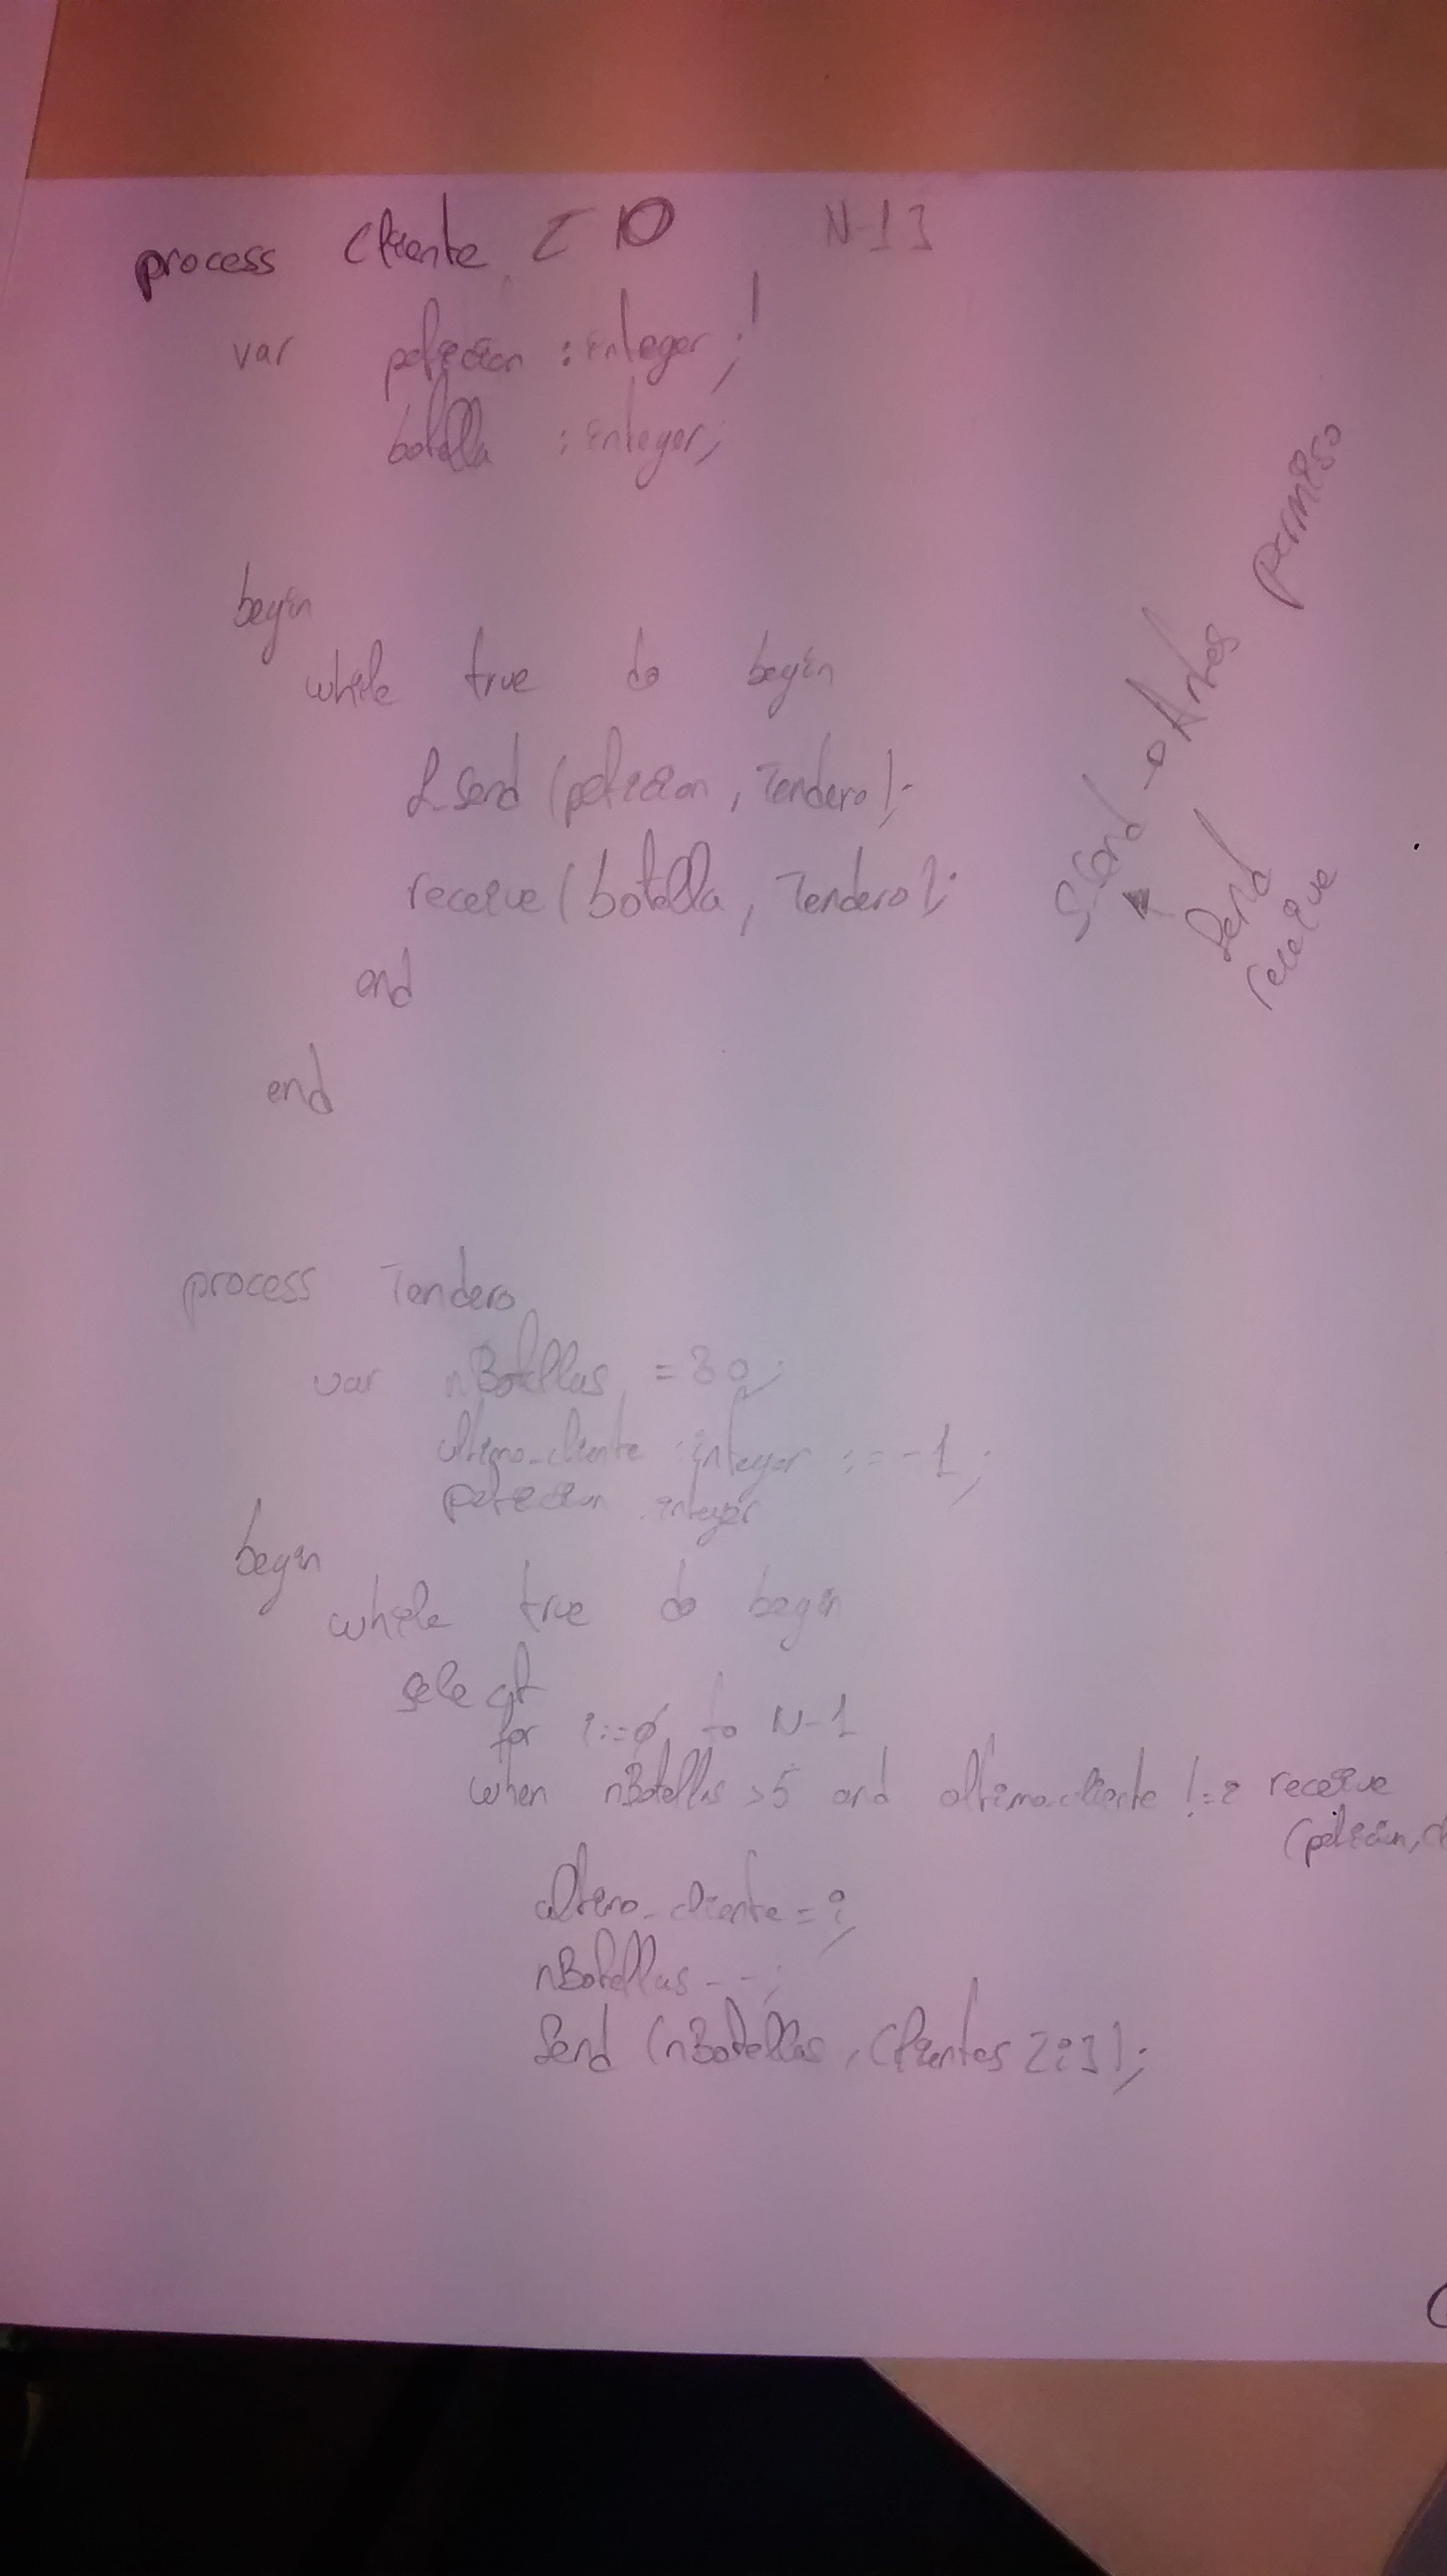 process Cliente [ 0 N-1]
var peticion : integer;
botella : integer;
begin
while true do begin
S_Send (peticion, Tendero);
receive (botella, Tendero);
end
end
S_Send → Antes permiso
Send
receive
process Tendero
var nBotellas = 30;
ultimo_cliente : integer := -1;
peticion integer
begin
while true do begin
select
for i:=0 to N-1
when nBotellas >5 and ultimo_cliente != i receive
(peticion,
ultimo_cliente = i;
nBotellas --;
Send (nBotellas, Clientes [i]);